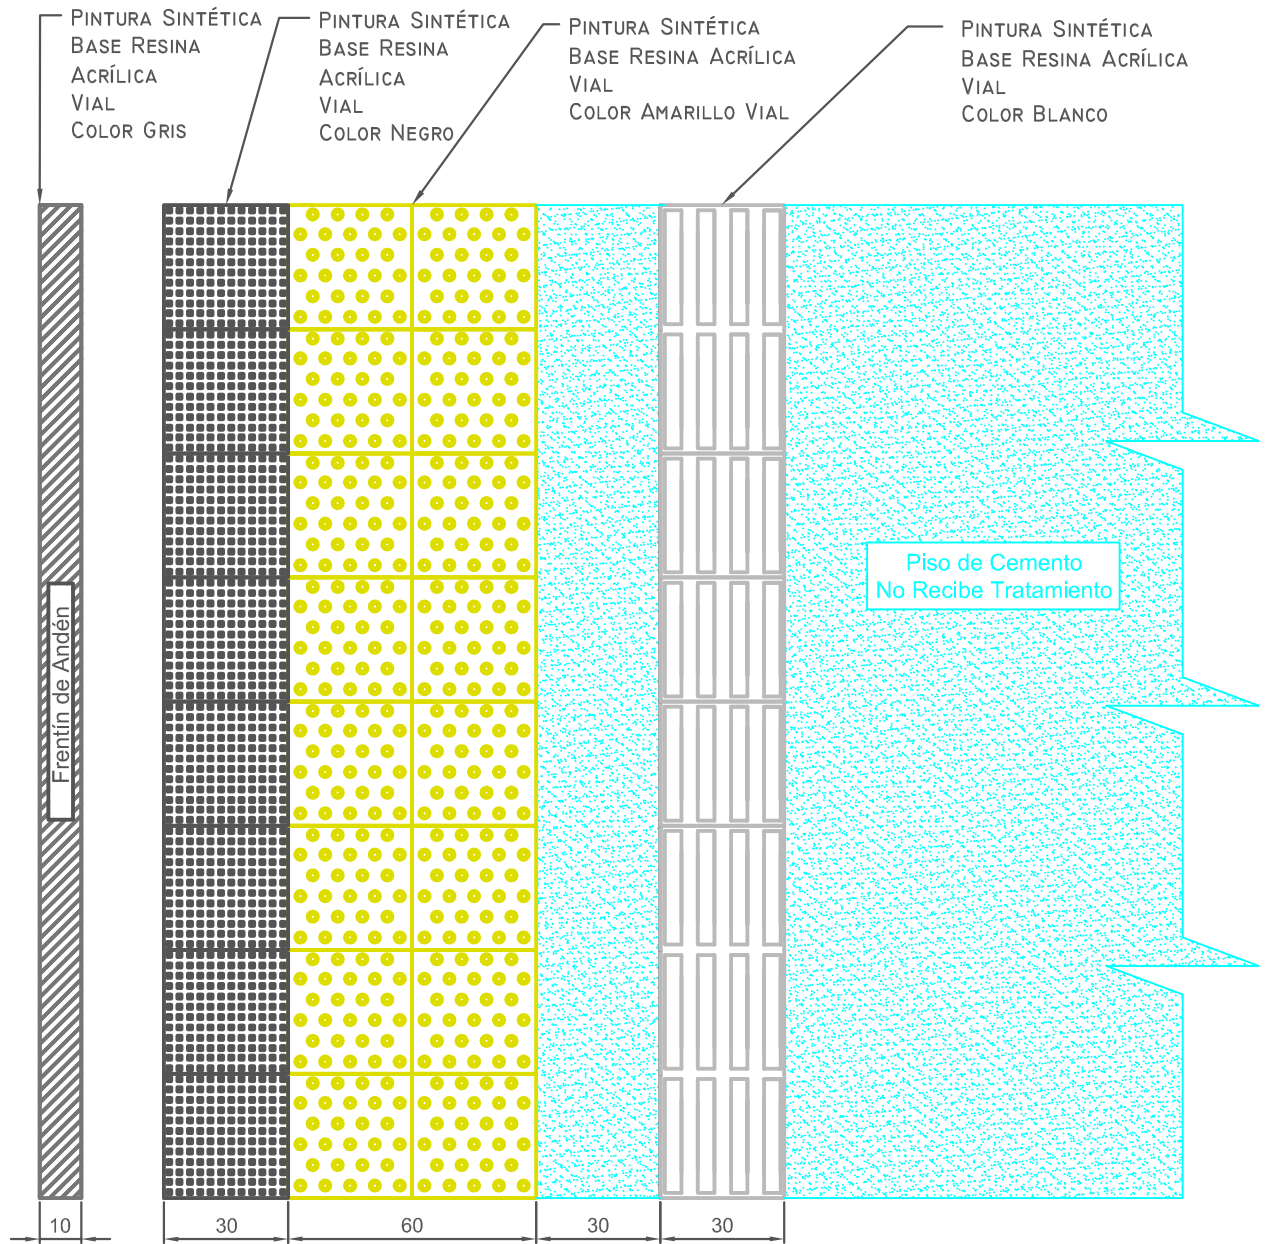 PINTURA SINTÉTICA
BASE RESINA
ACRÍLICA
VIAL
COLOR GRIS
PINTURA SINTÉTICA
BASE RESINA
ACRÍLICA
VIAL
COLOR NEGRO
PINTURA SINTÉTICA
BASE RESINA ACRÍLICA
VIAL
COLOR AMARILLO VIAL
PINTURA SINTÉTICA
BASE RESINA ACRÍLICA
VIAL
COLOR BLANCO
Frentín de Andén
Piso de Cemento
No Recibe Tratamiento
10
30
60
30
30